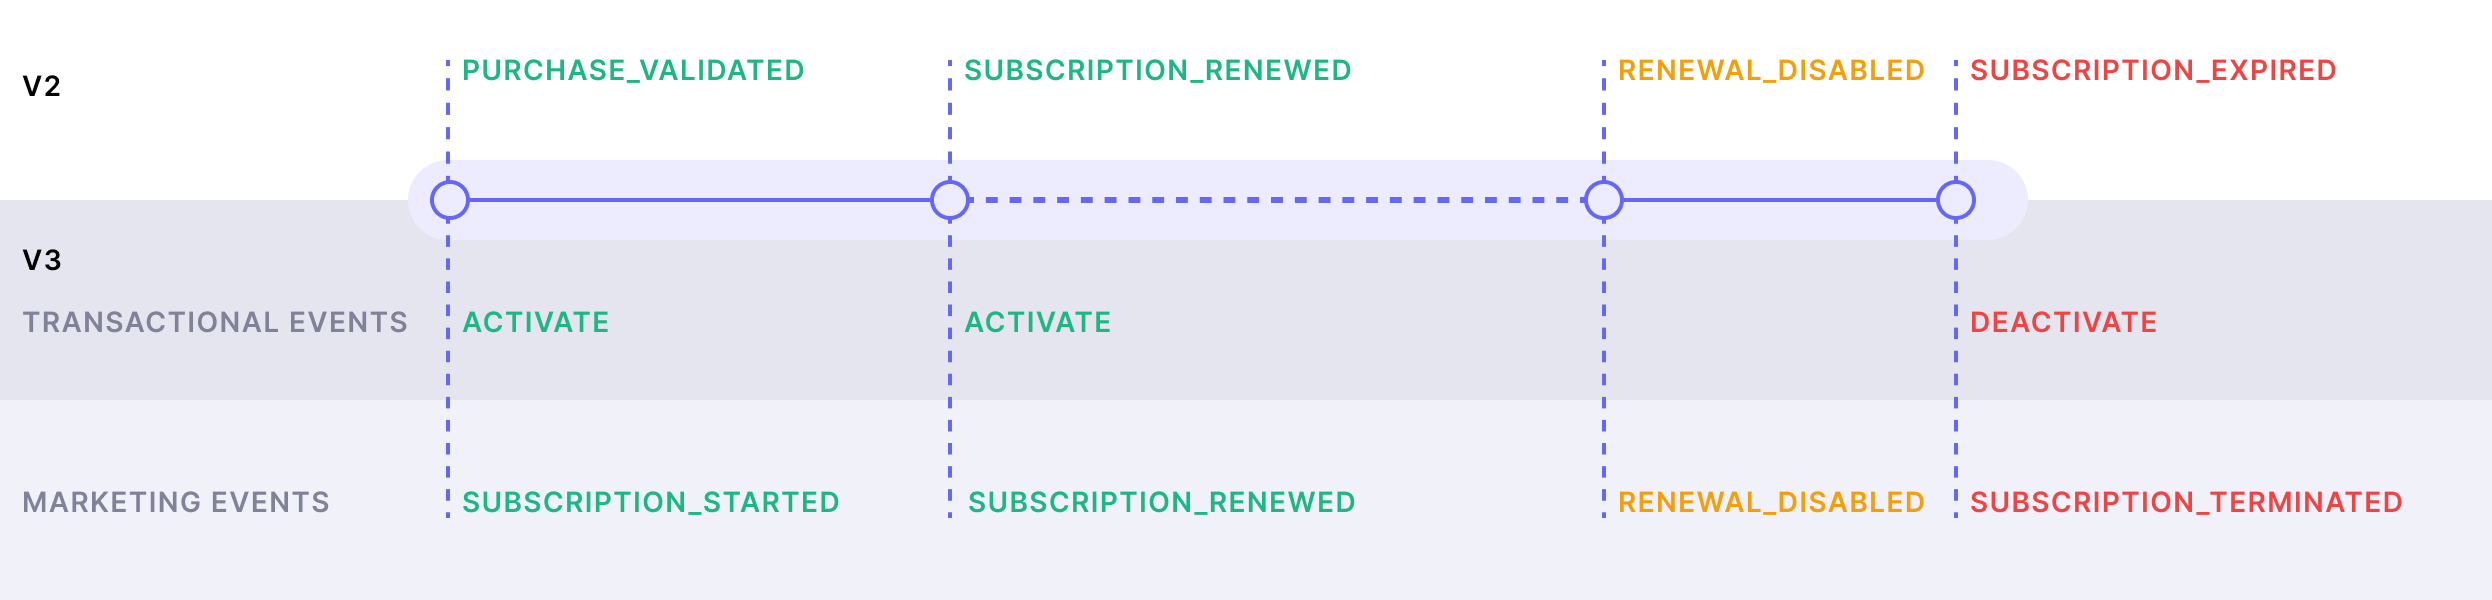 V2
PURCHASE_VALIDATED
SUBSCRIPTION_RENEWED
RENEWAL_DISABLED
SUBSCRIPTION_EXPIRED
V3
TRANSACTIONAL EVENTS
ACTIVATE
ACTIVATE
DEACTIVATE
MARKETING EVENTS
SUBSCRIPTION_STARTED
SUBSCRIPTION_RENEWED
RENEWAL_DISABLED
SUBSCRIPTION_TERMINATED